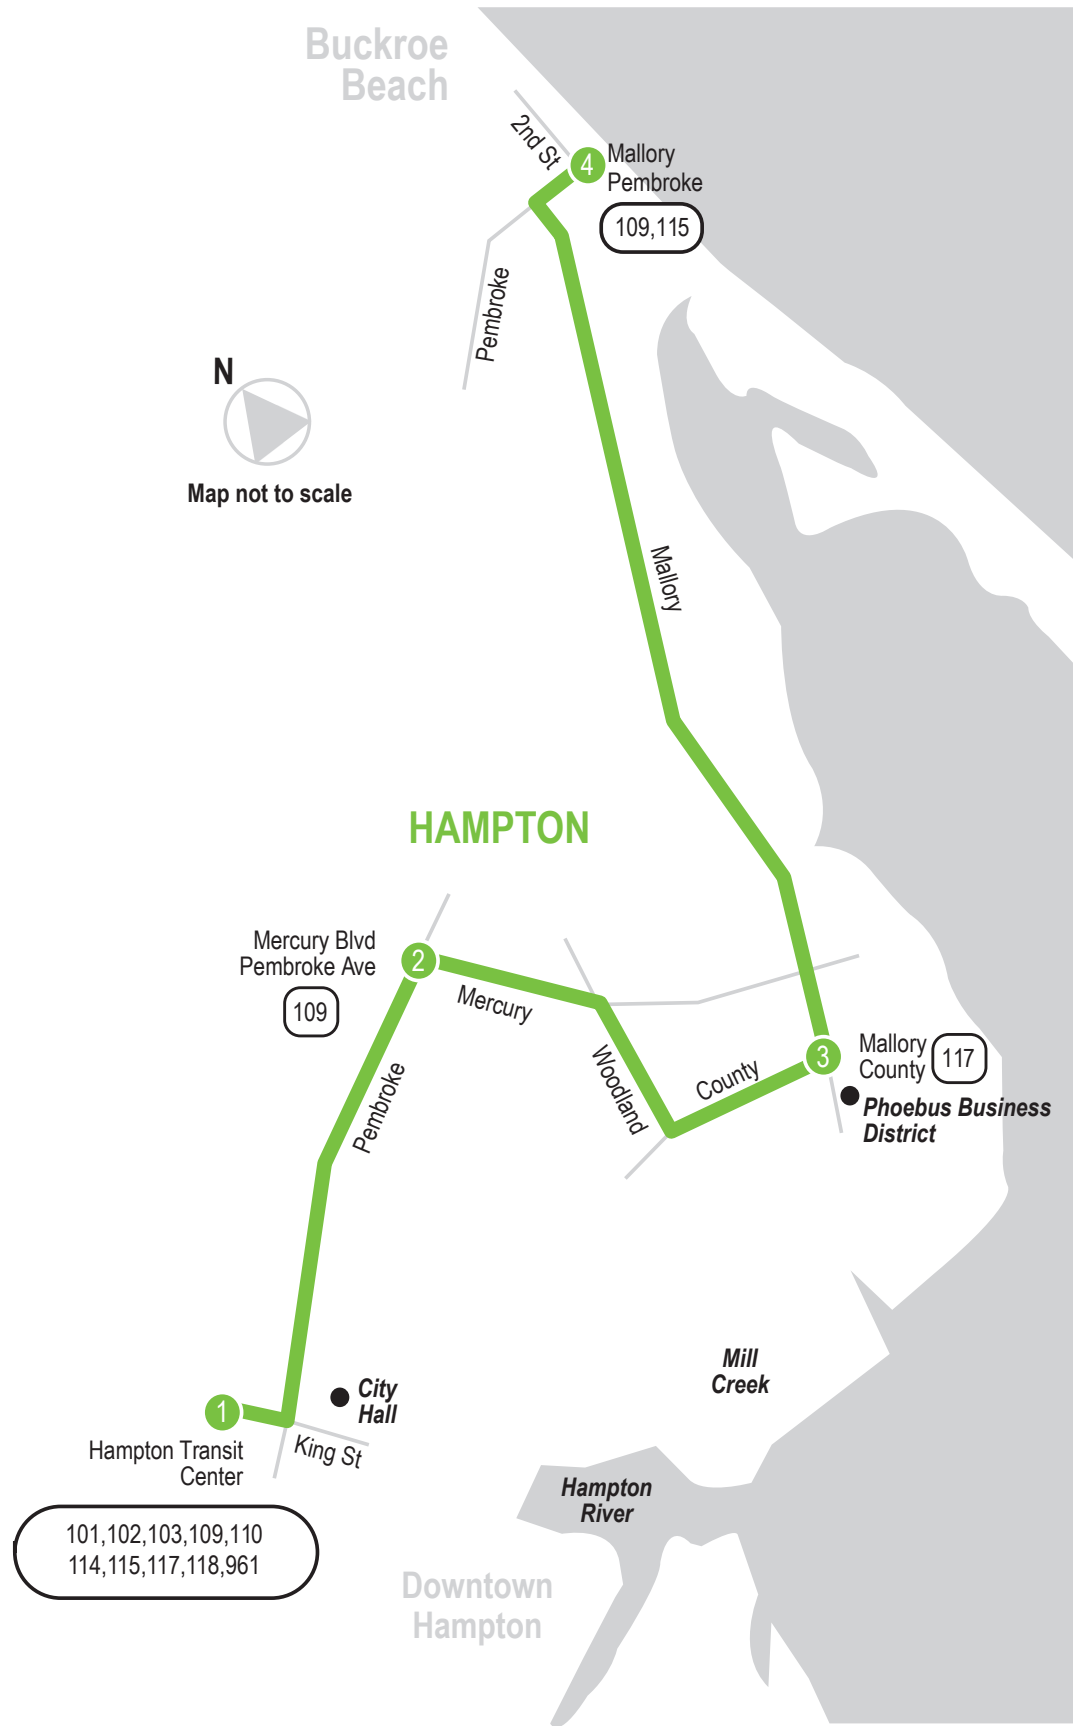 Buckroe
Beach
2nd St
4
Mallory
Pembroke
109,115
Pembroke
N
Map not to scale
Mallory
HAMPTON
Mercury Blvd
Pembroke Ave
2
109
Mercury
Woodland
County
3
Mallory
County
117
Phoebus Business
District
Pembroke
Mill
Creek
City
Hall
1
King St
Hampton Transit
Center
Hampton
River
101,102,103,109,110
114,115,117,118,961
Downtown
Hampton